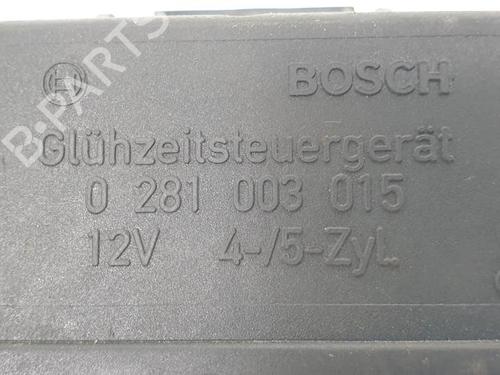 BOSCH
Glühzeitsteuergerät
0 281 003 015
12V 4-/5-Zyl.
B-PARTS